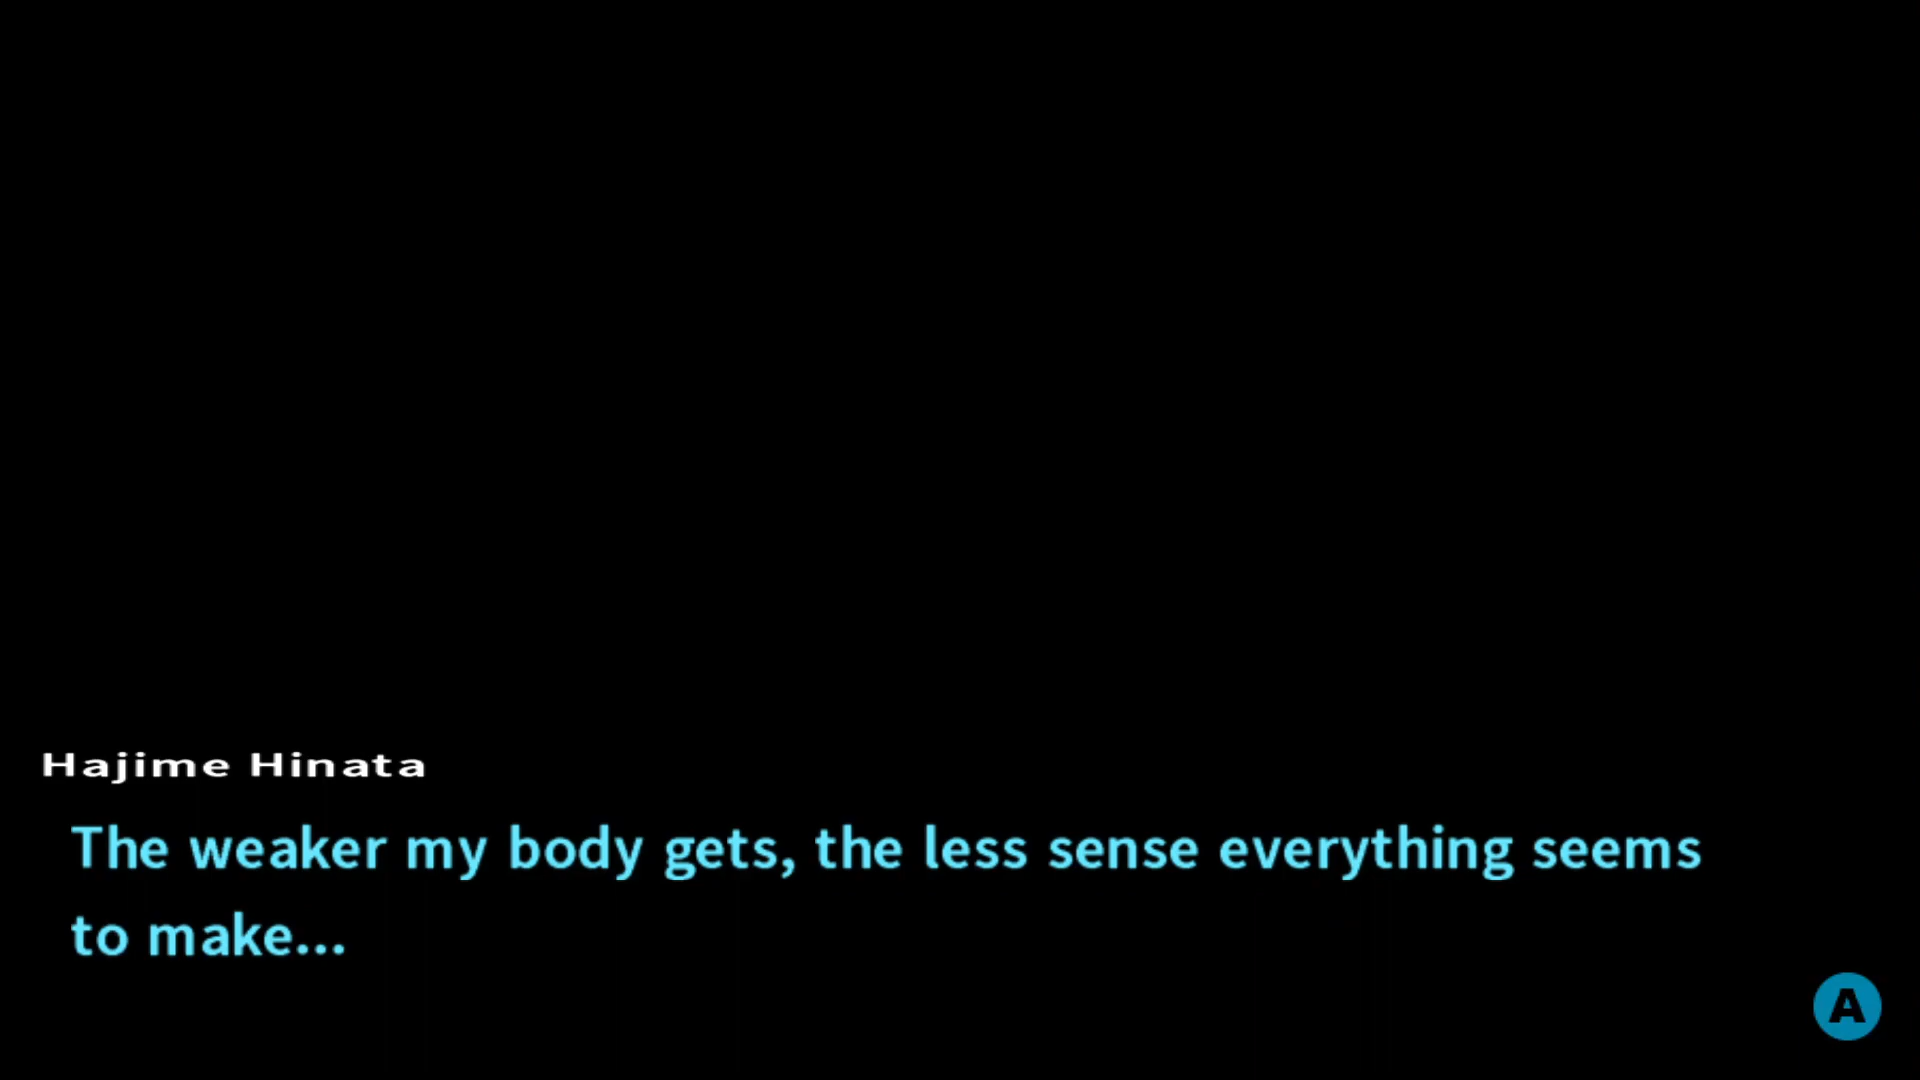 Hajime Hinata
The weaker my body gets, the less sense everything seems
to make...
A